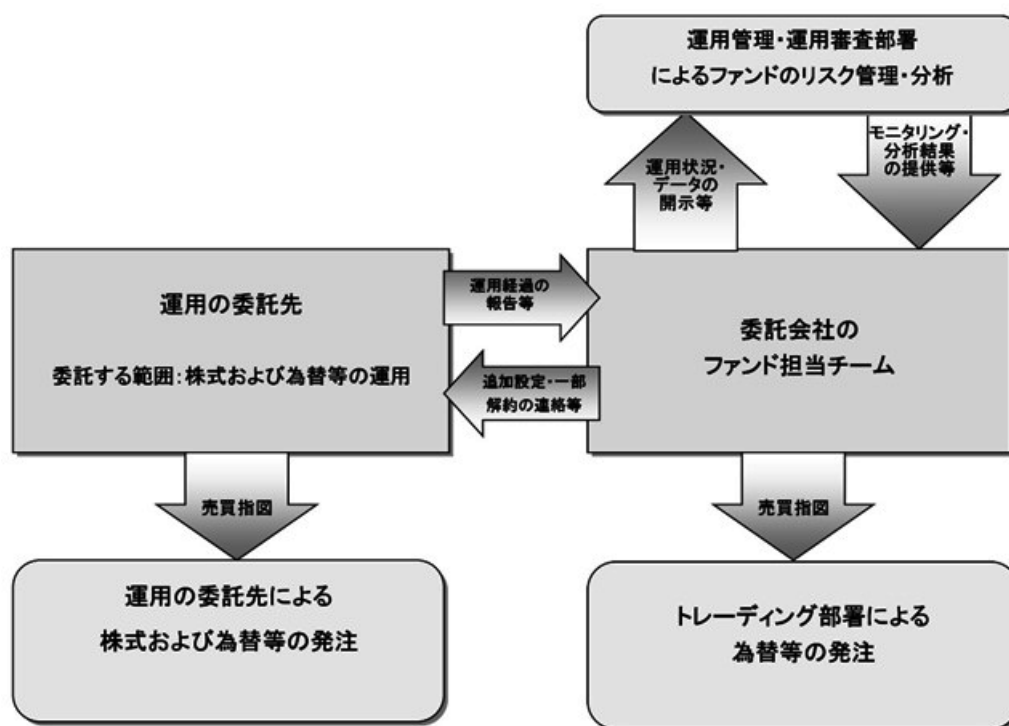 運用管理・運用審査部署
によるファンドのリスク管理・分析
運用状況・
データの
開示等
モニタリング・
分析結果
の提供等
運用の委託先
委託する範囲:株式および為替等の運用
運用経過の
報告等
追加設定・一部
解約の連絡等
委託会社の
ファンド担当チーム
売買指図
売買指図
運用の委託先による
株式および為替等の発注
トレーディング部署による
為替等の発注